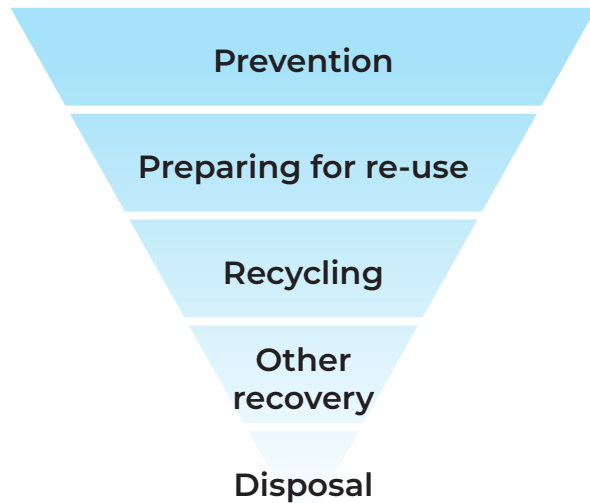 Prevention
Preparing for re-use
Recycling
Other
recovery
Disposal